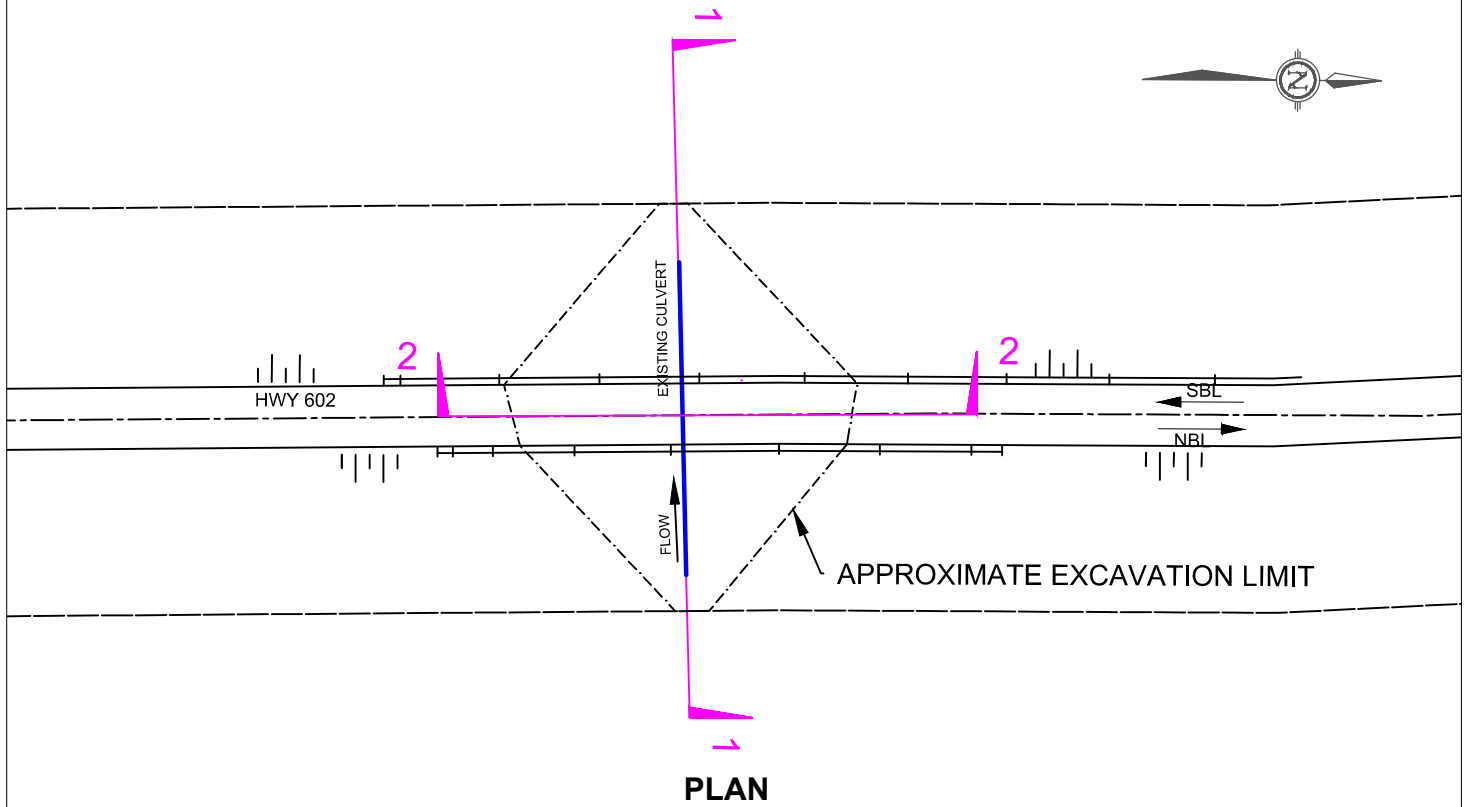 1
N
EXISTING CULVERT
2
2
HWY 602
SBL
NBL
FLOW
APPROXIMATE EXCAVATION LIMIT
1
PLAN